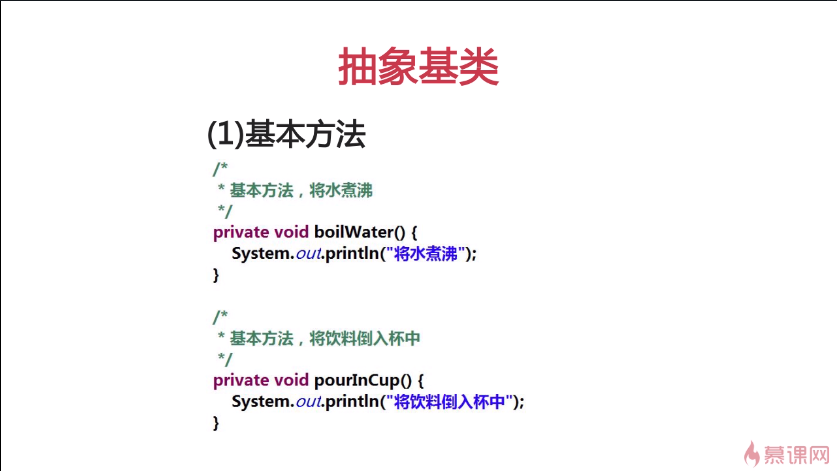 抽象基类
(1)基本方法
/*
* 基本方法，将水煮沸
*/
private void boilWater() {
System.out.println("将水煮沸");
}
/*
* 基本方法，将饮料倒入杯中
*/
private void pourInCup() {
System.out.println("将饮料倒入杯中");
}
慕课网